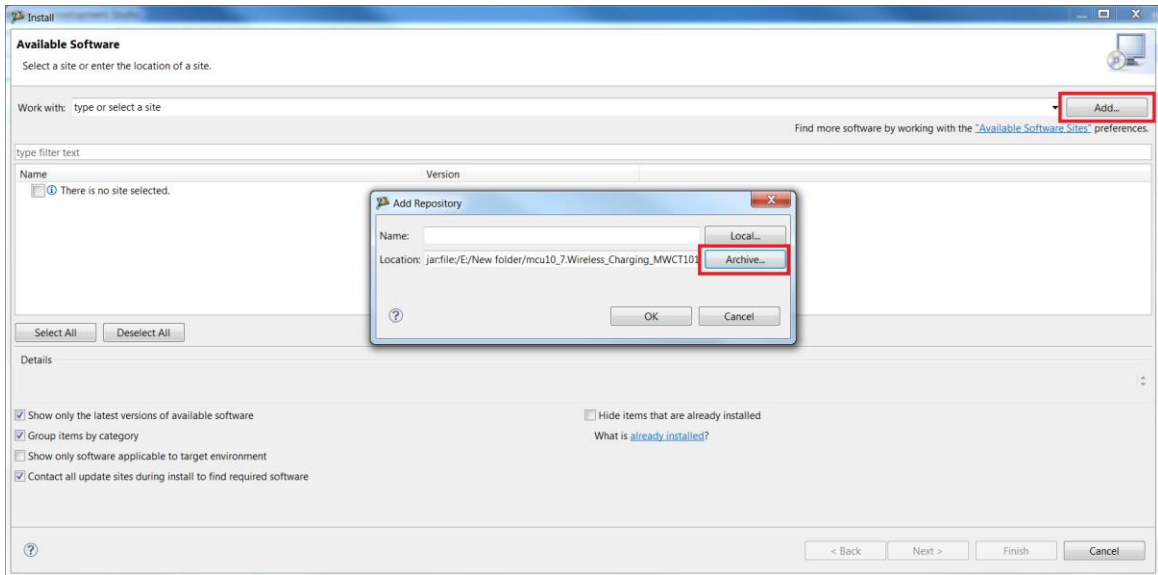 Install
Available Software
Select a site or enter the location of a site.
Work with: type or select a site Add...
Find more software by working with the "Available Software Sites" preferences.
type filter text
Name Version
There is no site selected.
Add Repository
Name: Local...
Location: jar:file:/E:/New folder/mcu10_7.Wireless_Charging_MWCT101 Archive...
OK Cancel
Select All Deselect All
Details
Show only the latest versions of available software Hide items that are already installed
Group items by category What is already installed?
Show only software applicable to target environment
Contact all update sites during install to find required software
< Back Next > Finish Cancel